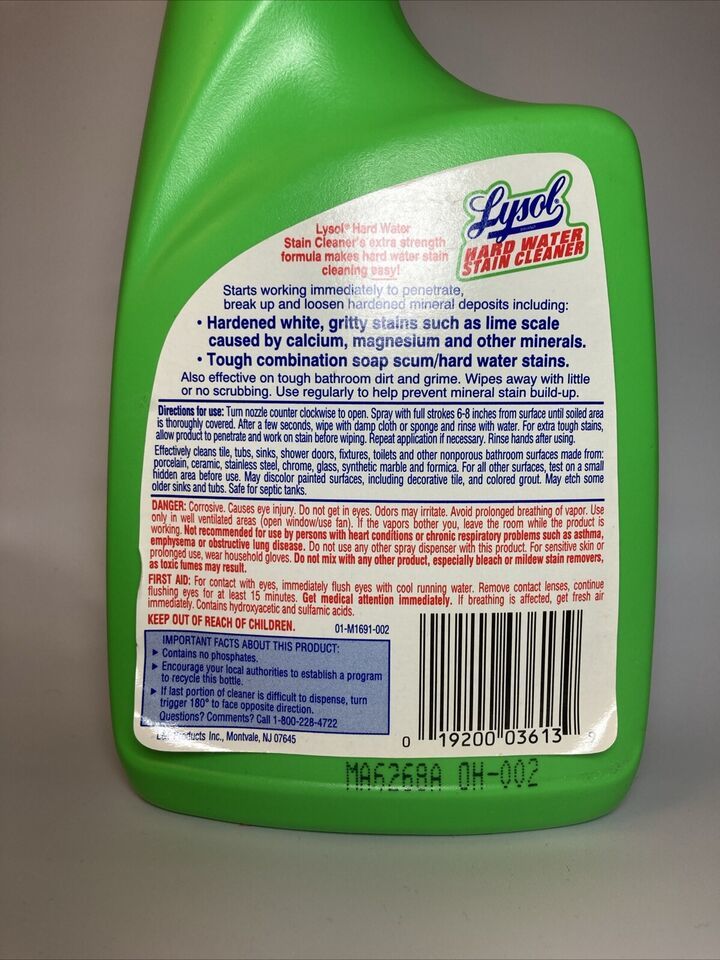 Lysol
HARD WATER
STAIN CLEANER
Lysol® Hard Water
Stain Cleaner's extra strength
formula makes hard water stain
cleaning easy!
Starts working immediately to penetrate,
break up and loosen hardened mineral deposits including:
• Hardened white, gritty stains such as lime scale
caused by calcium, magnesium and other minerals.
• Tough combination soap scum/hard water stains.
Also effective on tough bathroom dirt and grime. Wipes away with little
or no scrubbing. Use regularly to help prevent mineral stain build-up.
Directions for use: Turn nozzle counter clockwise to open. Spray with full strokes 6-8 inches from surface until soiled area
is thoroughly covered. After a few seconds, wipe with damp cloth or sponge and rinse with water. For extra tough stains,
allow product to penetrate and work on stain before wiping. Repeat application if necessary. Rinse hands after using.
Effectively cleans tile, tubs, sinks, shower doors, fixtures, toilets and other nonporous bathroom surfaces made from:
porcelain, ceramic, stainless steel, chrome, glass, synthetic marble and formica. For all other surfaces, test on a small
hidden area before use. May discolor painted surfaces, including decorative tile, and colored grout. May etch some
older sinks and tubs. Safe for septic tanks.
DANGER: Corrosive. Causes eye injury. Do not get in eyes. Odors may irritate. Avoid prolonged breathing of vapor. Use
only in well ventilated areas (open window/use fan). If the vapors bother you, leave the room while the product is
working. Not recommended for use by persons with heart conditions or chronic respiratory problems such as asthma,
emphysema or obstructive lung disease. Do not use any other spray dispenser with this product. For sensitive skin or
prolonged use, wear household gloves. Do not mix with any other product, especially bleach or mildew stain removers,
as toxic fumes may result.
FIRST AID: For contact with eyes, immediately flush eyes with cool running water. Remove contact lenses, continue
flushing eyes for at least 15 minutes. Get medical attention immediately. If breathing is affected, get fresh air
immediately. Contains hydroxyacetic and sulfamic acids.
KEEP OUT OF REACH OF CHILDREN.
01-M1691-002
IMPORTANT FACTS ABOUT THIS PRODUCT:
► Contains no phosphates.
► Encourage your local authorities to establish a program
to recycle this bottle.
► If last portion of cleaner is difficult to dispense, turn
trigger 180° to face opposite direction.
Questions? Comments? Call 1-800-228-4722
L&F Products Inc., Montvale, NJ 07645
0 19200 03613 9
MA6268A OH-002